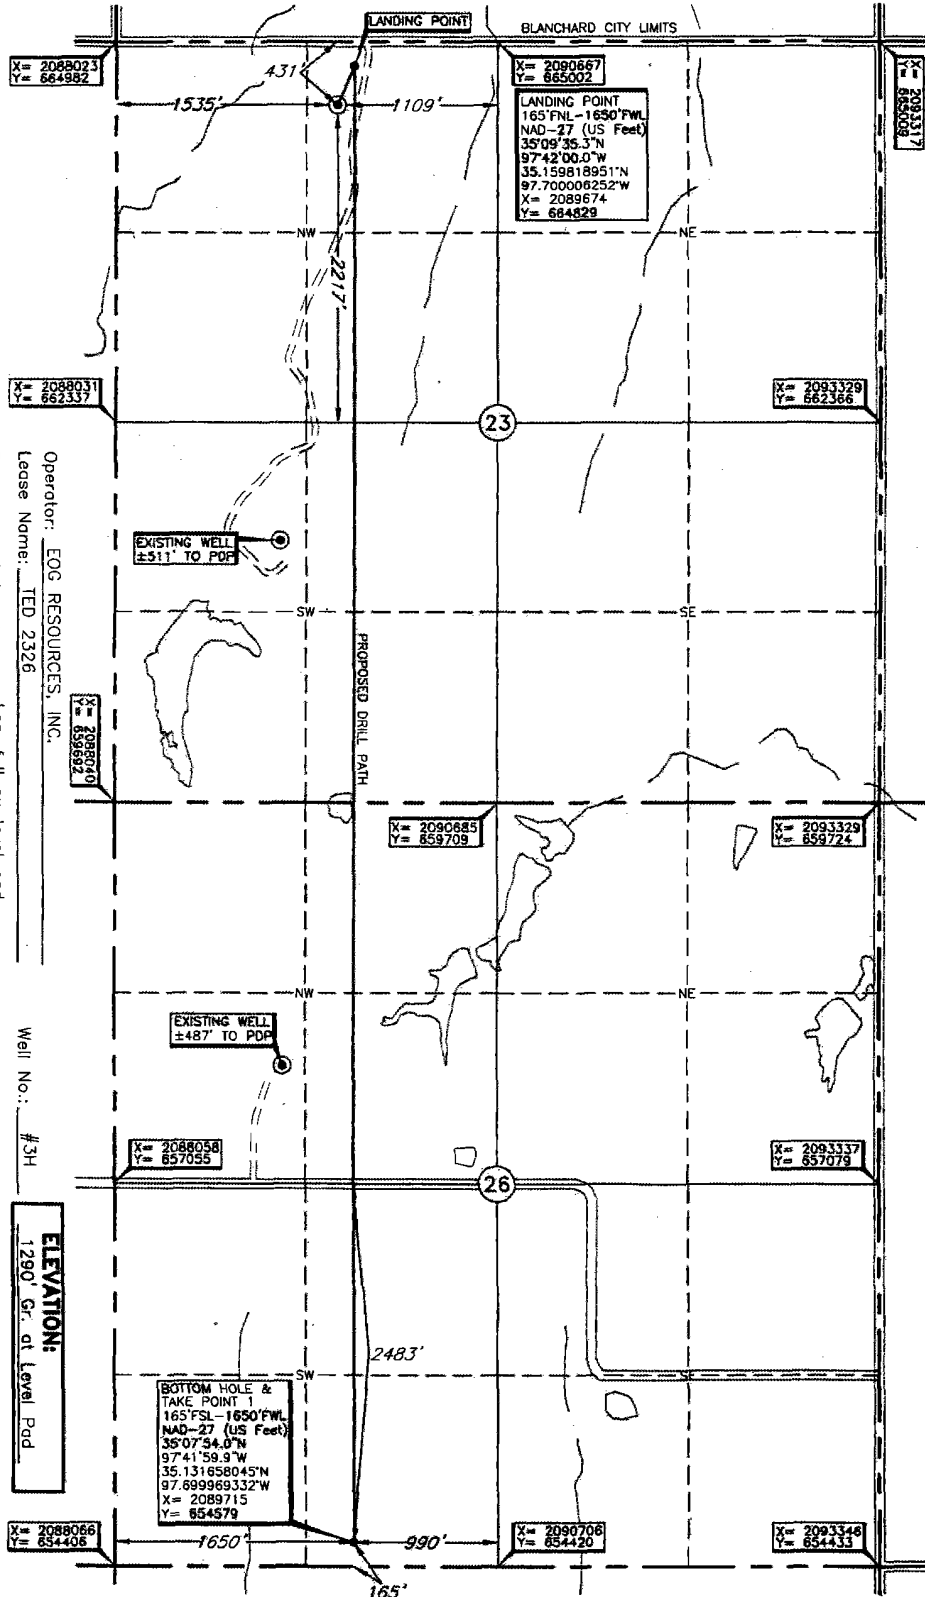 LANDING POINT
BLANCHARD CITY LIMITS
X= 2088023
Y= 664982
431
X= 2090667
Y= 665002
X= 2093317
Y= 665009
1535'
1109'
LANDING POINT
165'FNL-1650'FWL
NAD-27 (US Feet)
35°09'35.3"N
97°42'00.0"W
35.159818951°N
97.700006252°W
X= 2089674
Y= 664829
NW
NE
2217'
X= 2088031
Y= 662337
X= 2093329
Y= 662366
23
EXISTING WELL
±511' TO PDP
SW
SE
PROPOSED DRILL PATH
Operator: EOG RESOURCES, INC.
Lease Name: TED 2326
Well No.: #3H
X= 2088040
Y= 659692
X= 2090685
Y= 659709
X= 2093329
Y= 659724
NW
NE
EXISTING WELL
±487' TO PDP
X= 2088058
Y= 657055
X= 2093337
Y= 657079
26
ELEVATION:
1290' Gr. at Level Pad
2483'
SW
BOTTOM HOLE &
TAKE POINT 1
165'FSL-1650'FWL
NAD-27 (US Feet)
35°07'54.0"N
97°41'59.9"W
35.131658045°N
97.699969332°W
X= 2089715
Y= 654579
X= 2088066
Y= 654406
1650'
990'
X= 2090706
Y= 654420
X= 2093346
Y= 654433
165'